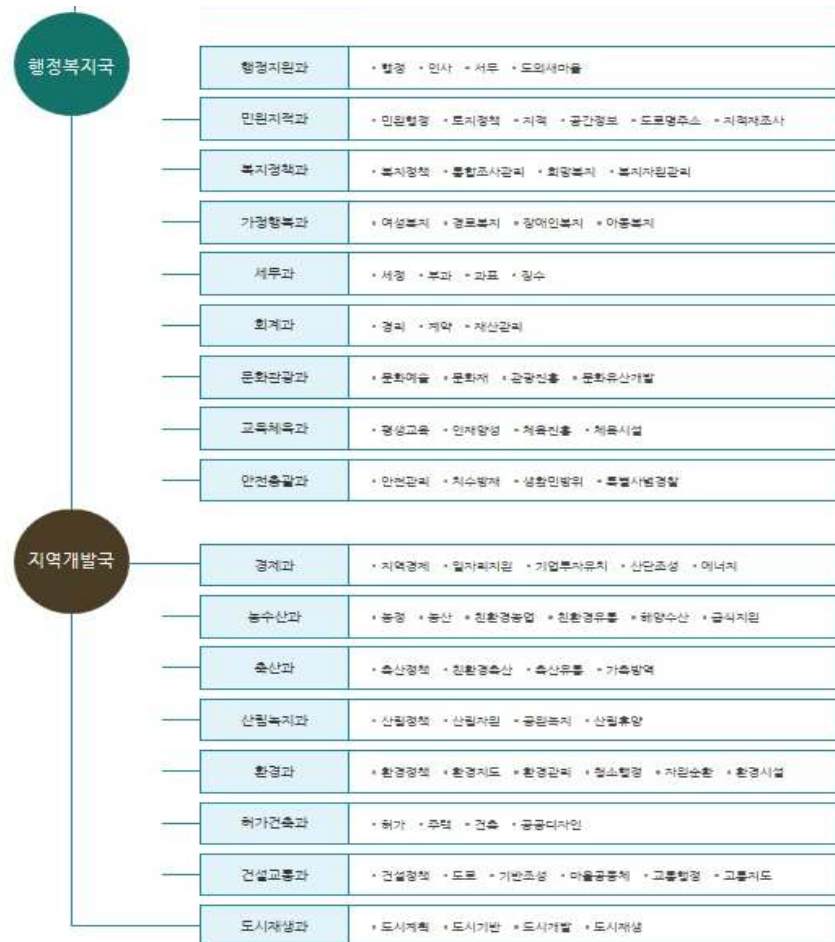 행정복지국
행정지원과 • 행정 • 인사 • 서무 • 도의새마을
민원지적과 • 민원행정 • 토지정책 • 지적 • 공간정보 • 도로명주소 • 지적재조사
복지정책과 • 복지정책 • 통합조사관리 • 희망복지 • 복지자원관리
가정행복과 • 여성복지 • 경로복지 • 장애인복지 • 아동복지
세무과 • 세정 • 부과 • 과표 • 징수
회계과 • 경리 • 계약 • 재산관리
문화관광과 • 문화예술 • 문화재 • 관광진흥 • 문화유산개발
교육체육과 • 평생교육 • 인재양성 • 체육진흥 • 체육시설
안전총괄과 • 안전관리 • 치수방재 • 생활민방위 • 특별사법경찰
지역개발국
경제과 • 지역경제 • 일자리지원 • 기업투자유치 • 산단조성 • 에너지
농수산과 • 농정 • 농산 • 친환경농업 • 친환경유통 • 해양수산 • 급식지원
축산과 • 축산정책 • 친환경축산 • 축산유통 • 가축방역
산림녹지과 • 산림정책 • 산림자원 • 공원녹지 • 산림휴양
환경과 • 환경정책 • 환경지도 • 환경관리 • 청소행정 • 자원순환 • 환경시설
허가건축과 • 허가 • 주택 • 건축 • 공공디자인
건설교통과 • 건설정책 • 도로 • 기반조성 • 마을공동체 • 교통행정 • 교통지도
도시재생과 • 도시계획 • 도시기반 • 도시개발 • 도시재생